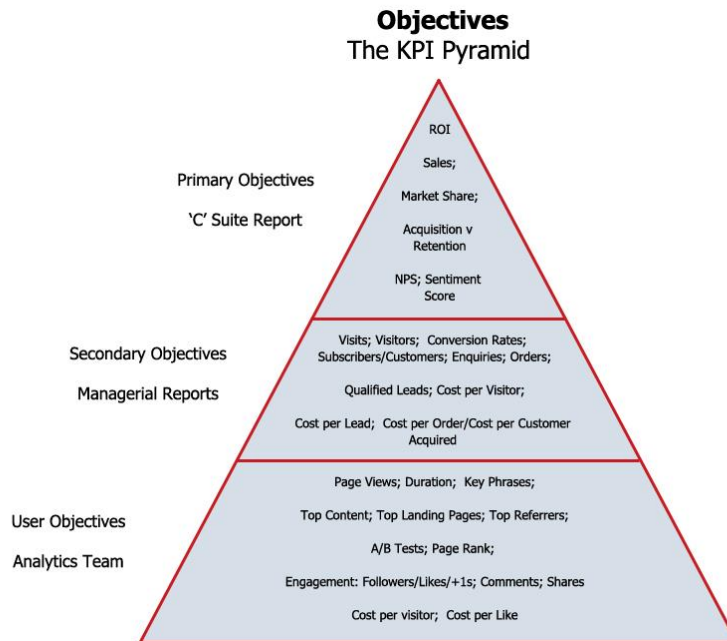 Objectives
The KPI Pyramid
ROI
Sales;
Primary Objectives
Market Share;
‘C’ Suite Report
Acquisition v
Retention
NPS; Sentiment
Score
Secondary Objectives
Managerial Reports
Visits; Visitors; Conversion Rates;
Subscribers/Customers; Enquiries; Orders;
Qualified Leads; Cost per Visitor;
Cost per Lead; Cost per Order/Cost per Customer
Acquired
User Objectives
Analytics Team
Page Views; Duration; Key Phrases;
Top Content; Top Landing Pages; Top Referrers;
A/B Tests; Page Rank;
Engagement: Followers/Likes/+1s; Comments; Shares
Cost per visitor; Cost per Like